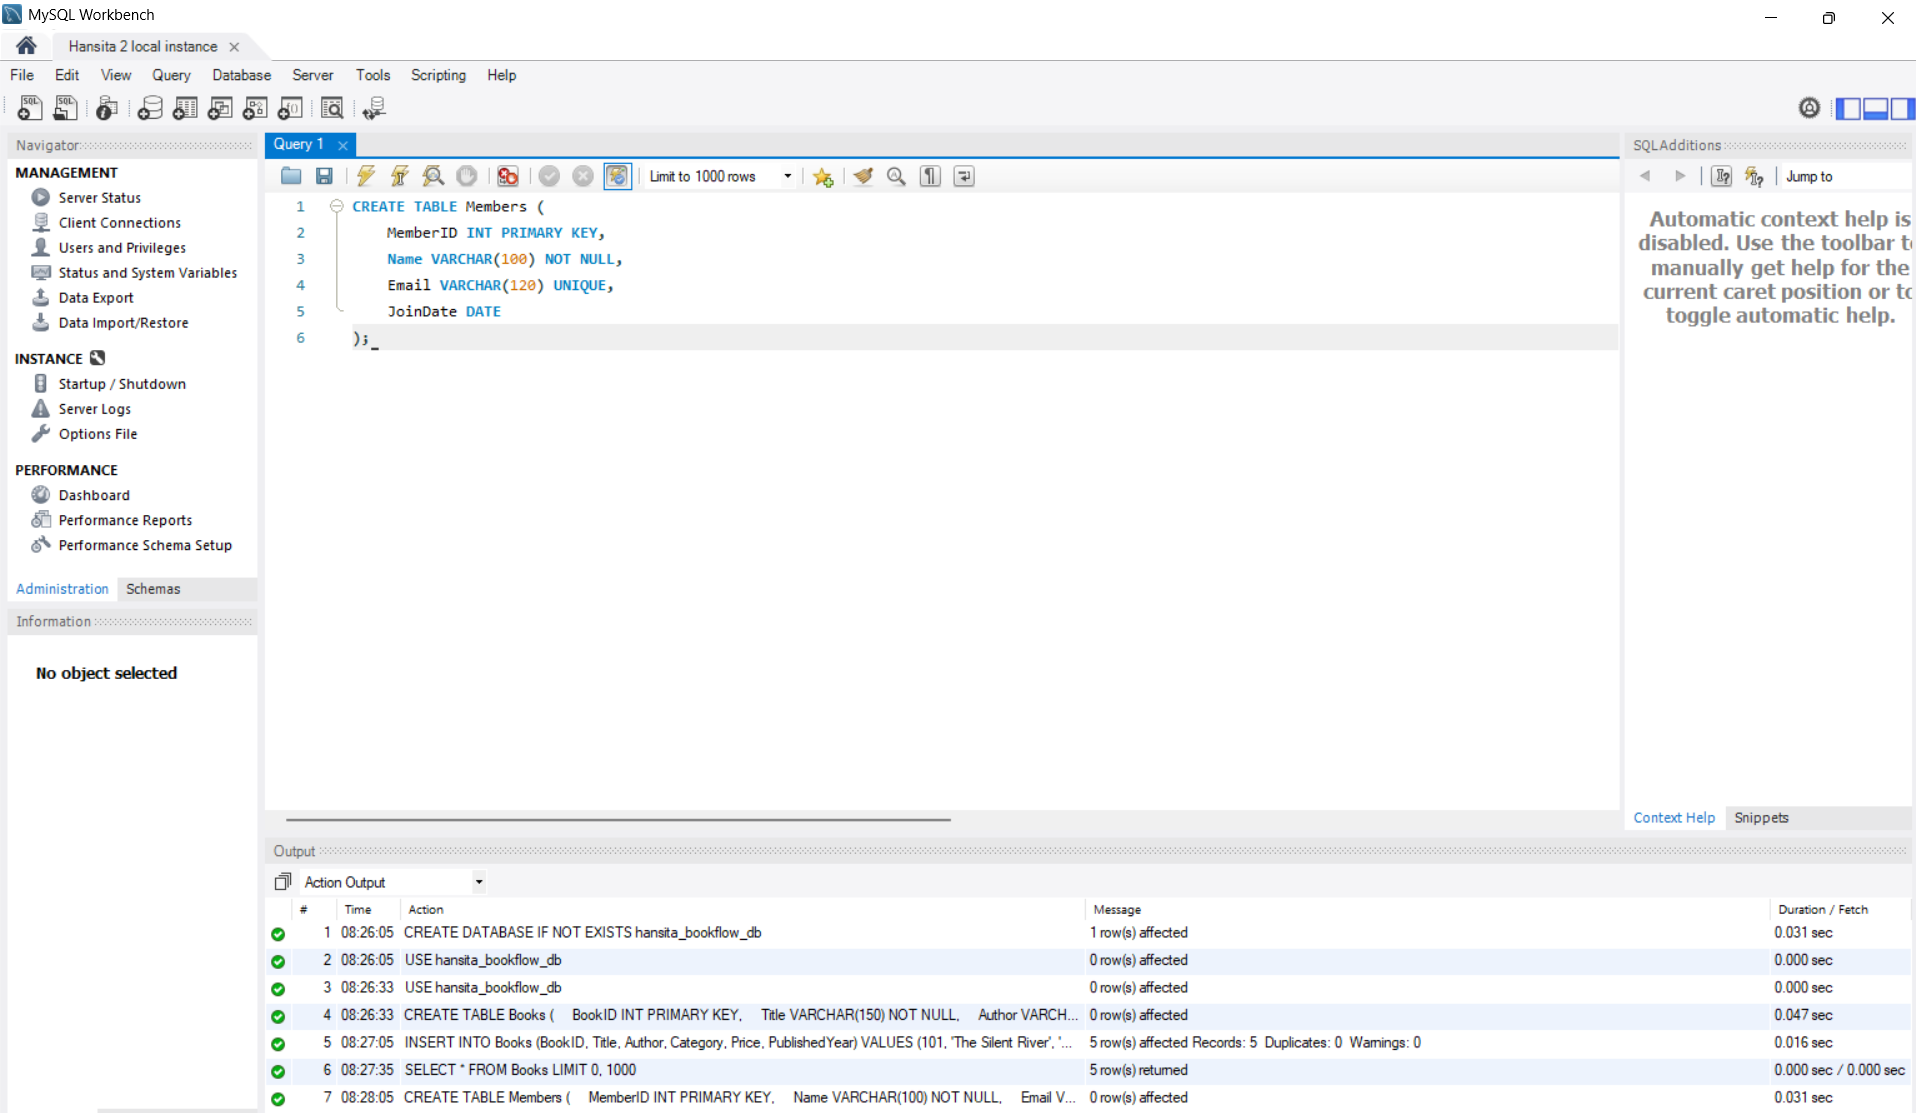 MySQL Workbench
Hansita 2 local instance
File Edit View Query Database Server Tools Scripting Help
Navigator
MANAGEMENT
Server Status
Client Connections
Users and Privileges
Status and System Variables
Data Export
Data Import/Restore
INSTANCE
Startup / Shutdown
Server Logs
Options File
PERFORMANCE
Dashboard
Performance Reports
Performance Schema Setup
Administration Schemas
Information
No object selected
Query 1
Limit to 1000 rows
1 CREATE TABLE Members (
2 MemberID INT PRIMARY KEY,
3 Name VARCHAR(100) NOT NULL,
4 Email VARCHAR(120) UNIQUE,
5 JoinDate DATE
6 );
SQLAdditions
Jump to
Automatic context help is
disabled. Use the toolbar t
manually get help for the
current caret position or to
toggle automatic help.
Context Help Snippets
Output
Action Output
# Time Action Message Duration / Fetch
1 08:26:05 CREATE DATABASE IF NOT EXISTS hansita_bookflow_db 1 row(s) affected 0.031 sec
2 08:26:05 USE hansita_bookflow_db 0 row(s) affected 0.000 sec
3 08:26:33 USE hansita_bookflow_db 0 row(s) affected 0.000 sec
4 08:26:33 CREATE TABLE Books ( BookID INT PRIMARY KEY, Title VARCHAR(150) NOT NULL, Author VARCH... 0 row(s) affected 0.047 sec
5 08:27:05 INSERT INTO Books (BookID, Title, Author, Category, Price, PublishedYear) VALUES (101, 'The Silent River', '... 5 row(s) affected Records: 5 Duplicates: 0 Warnings: 0 0.016 sec
6 08:27:35 SELECT * FROM Books LIMIT 0, 1000 5 row(s) returned 0.000 sec / 0.000 sec
7 08:28:05 CREATE TABLE Members ( MemberID INT PRIMARY KEY, Name VARCHAR(100) NOT NULL, Email V... 0 row(s) affected 0.031 sec